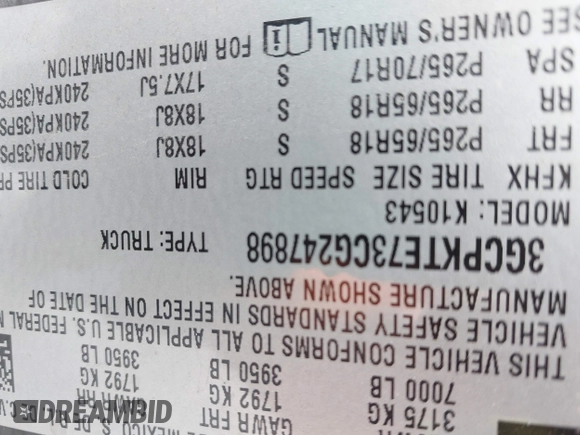 GAWR FRT GAWR RR
3175 KG 1792 KG 1792 KG
7000 LB 3950 LB 3950 LB
THIS VEHICLE CONFORMS TO ALL APPLICABLE U.S. FEDERAL M
VEHICLE SAFETY STANDARDS IN EFFECT ON THE DATE OF
MANUFACTURE SHOWN ABOVE.
3GCPKTE73CG247898 TYPE: TRUCK
MODEL: K10543
KFHX TIRE SIZE SPEED RTG RIM COLD TIRE PR
FRT P265/65R18 S 18X8J 240KPA(35PS
RR P265/65R18 S 18X8J 240KPA(35PS
SPA P265/70R17 S 17X7.5J 240KPA(35PS
SEE OWNER'S MANUAL FOR MORE INFORMATION.
DREAMBID